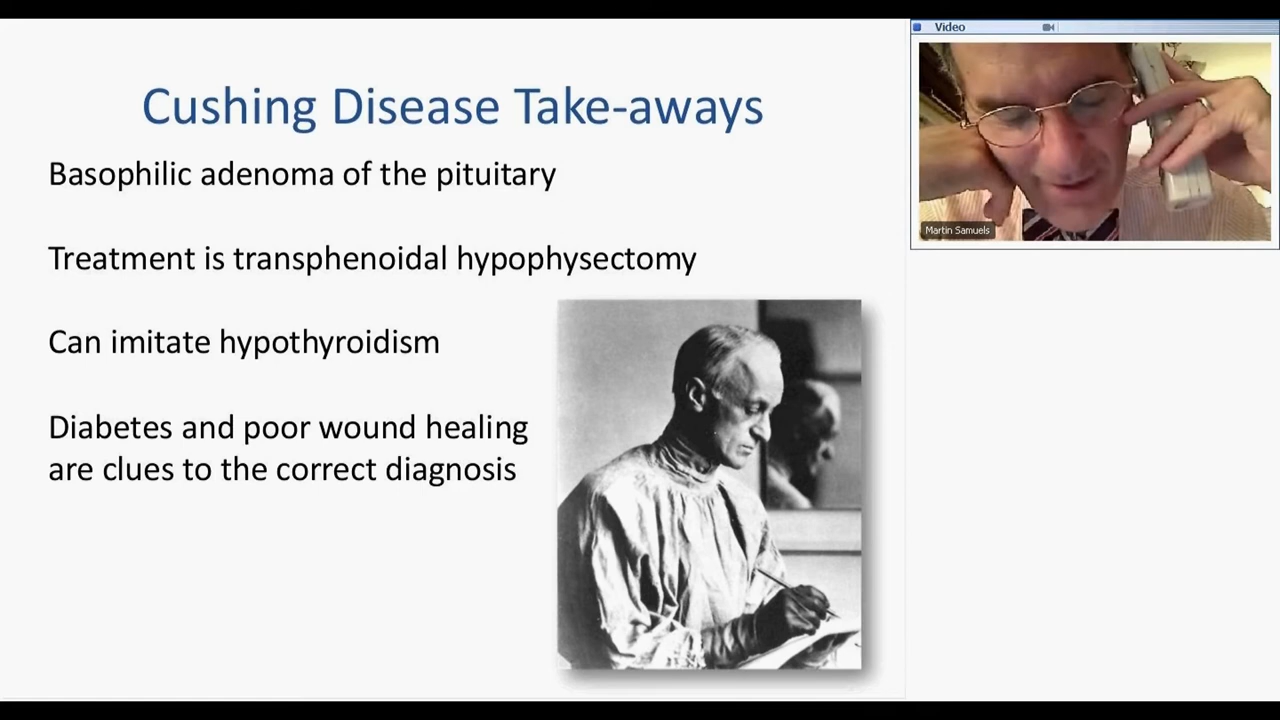 Cushing Disease Take-aways
Basophilic adenoma of the pituitary
Treatment is transphenoidal hypophysectomy
Can imitate hypothyroidism
Diabetes and poor wound healing
are clues to the correct diagnosis
Video
Martin Samuels